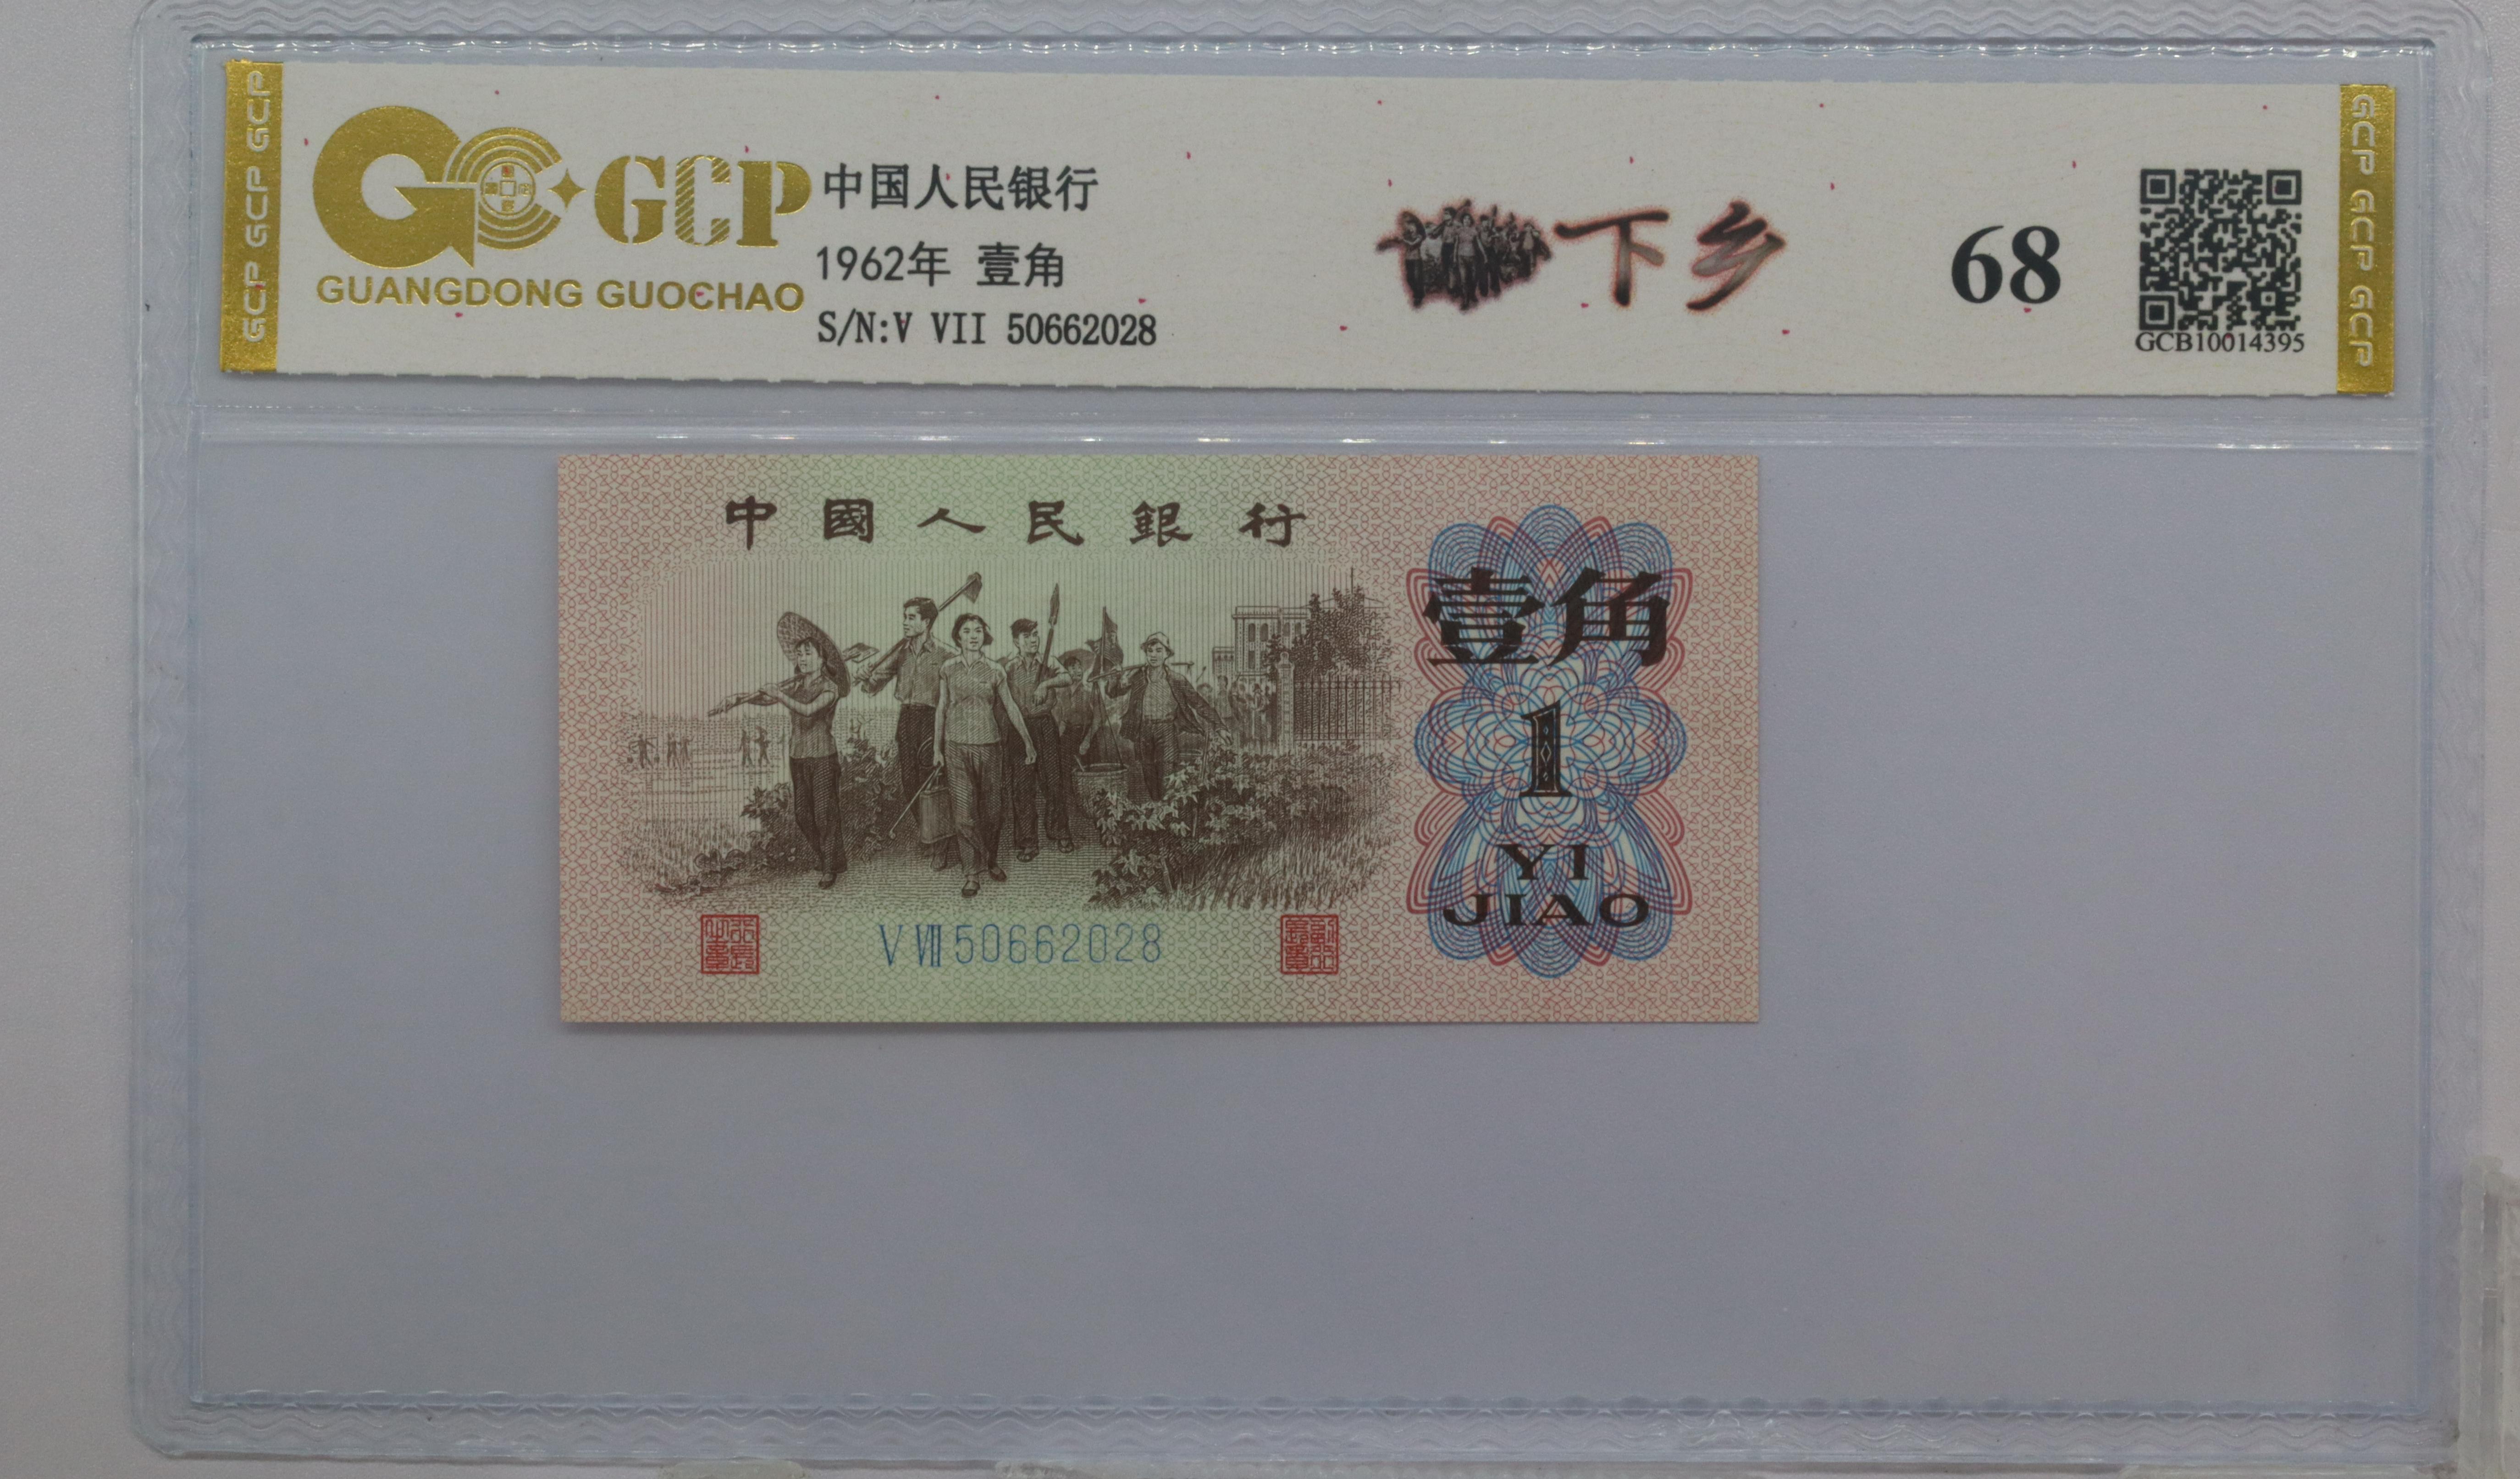 GCP GCP GCP
GCP
GUANGDONG GUOCHAO
中国人民银行
1962年 壹角
S/N:V VII 50662028
下乡
68
GCB10014395
GCP GCP GCP
中國人民銀行
壹角
1
YI
JIAO
V VII 50662028